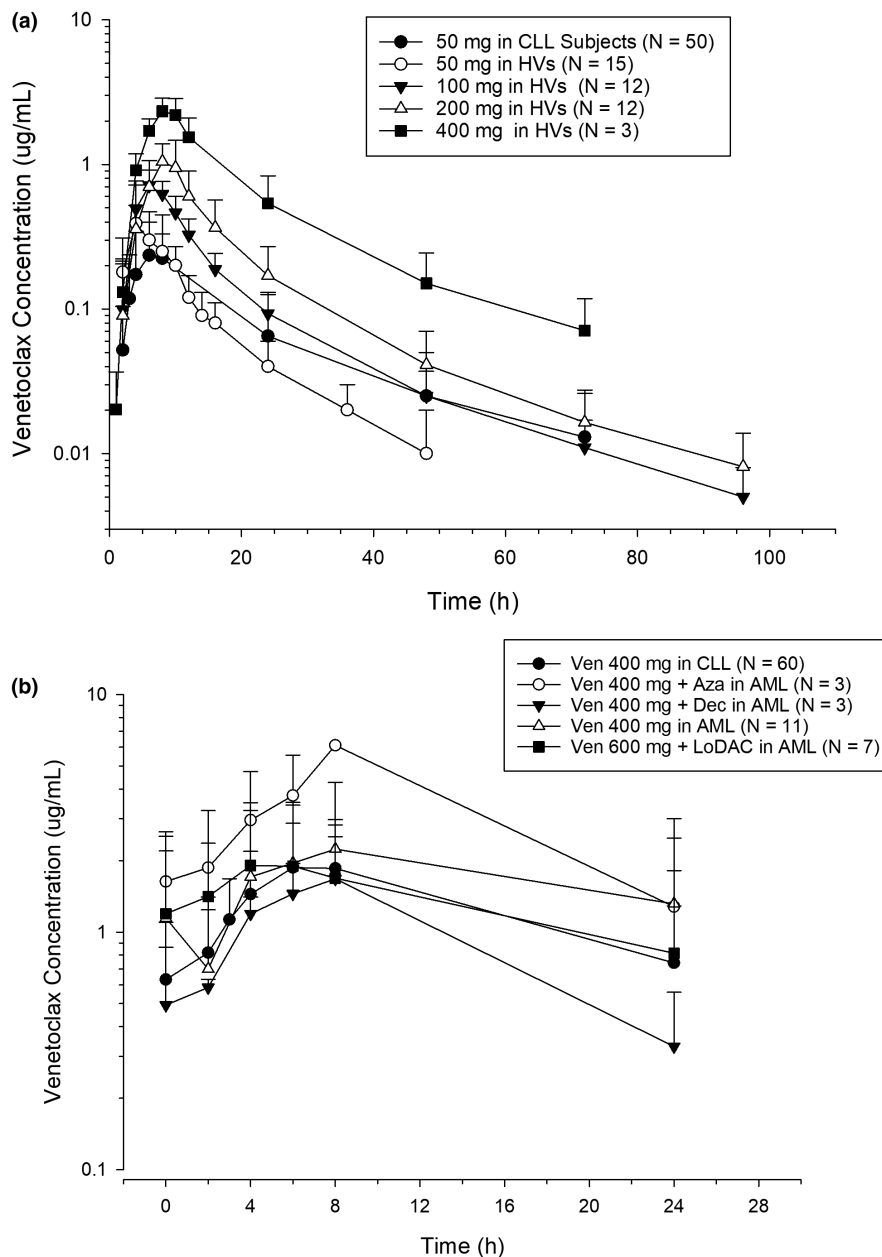 (a)
10
1
0.1
0.01
Venetoclax Concentration (ug/mL)
50 mg in CLL Subjects (N = 50)
50 mg in HVs (N = 15)
100 mg in HVs (N = 12)
200 mg in HVs (N = 12)
400 mg in HVs (N = 3)
0 20 40 60 80 100
Time (h)
(b)
10
1
0.1
Venetoclax Concentration (ug/mL)
Ven 400 mg in CLL (N = 60)
Ven 400 mg + Aza in AML (N = 3)
Ven 400 mg + Dec in AML (N = 3)
Ven 400 mg in AML (N = 11)
Ven 600 mg + LoDAC in AML (N = 7)
0 4 8 12 16 20 24 28
Time (h)